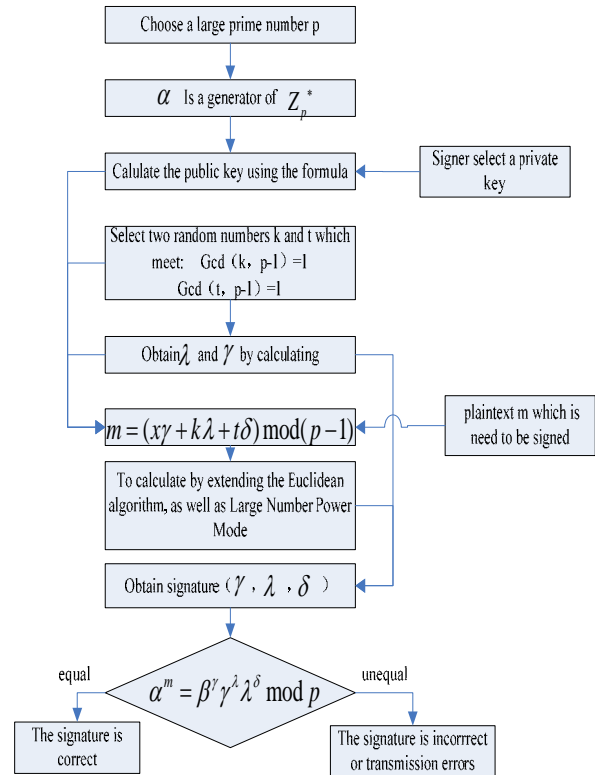 Choose a large prime number p
α Is a generator of Z_p*
Calulate the public key using the formula
Signer select a private
key
Select two random numbers k and t which
meet: Gcd（k, p-1）=1
Gcd（t, p-1）=1
Obtain λ and γ by calculating
m = (xγ + kλ + tδ) mod(p − 1)
plaintext m which is
need to be signed
To calculate by extending the Euclidean
algorithm, as well as Large Number Power
Mode
Obtain signature（γ , λ , δ ）
equal
α^m = β^γ γ^λ λ^δ mod p
unequal
The signature is
correct
The signature is incorrrect
or transmission errors